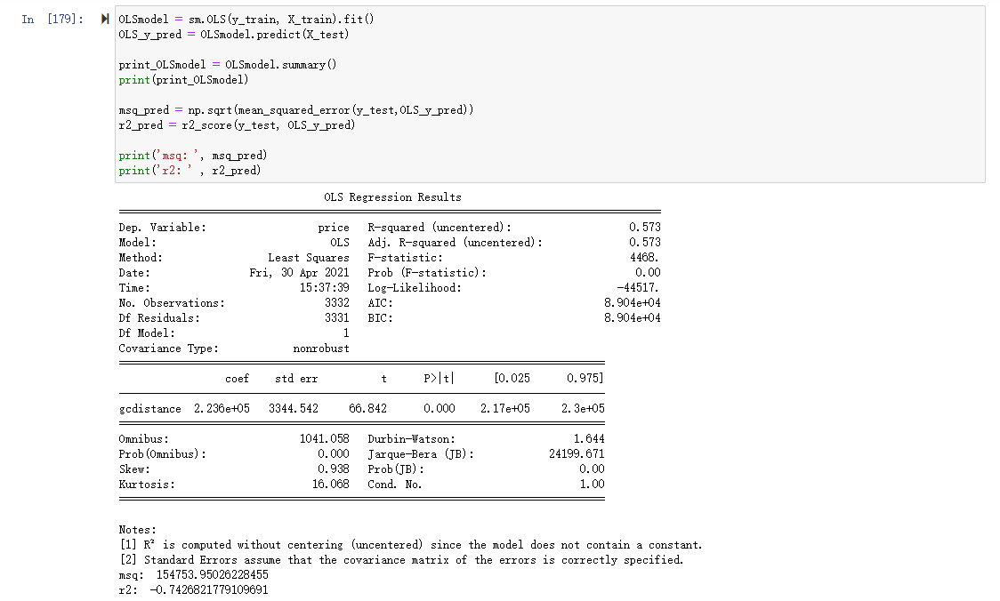 In [179]:
OLSmodel = sm.OLS(y_train, X_train).fit()
OLS_y_pred = OLSmodel.predict(X_test)
print_OLSmodel = OLSmodel.summary()
print(print_OLSmodel)
msq_pred = np.sqrt(mean_squared_error(y_test,OLS_y_pred))
r2_pred = r2_score(y_test, OLS_y_pred)
print('msq: ', msq_pred)
print('r2: ' , r2_pred)
OLS Regression Results
Dep. Variable: price R-squared (uncentered): 0.573
Model: OLS Adj. R-squared (uncentered): 0.573
Method: Least Squares F-statistic: 4468.
Date: Fri, 30 Apr 2021 Prob (F-statistic): 0.00
Time: 15:37:39 Log-Likelihood: -44517.
No. Observations: 3332 AIC: 8.904e+04
Df Residuals: 3331 BIC: 8.904e+04
Df Model: 1
Covariance Type: nonrobust
coef std err t P>|t| [0.025 0.975]
gcdistance 2.236e+05 3344.542 66.842 0.000 2.17e+05 2.3e+05
Omnibus: 1041.058 Durbin-Watson: 1.644
Prob(Omnibus): 0.000 Jarque-Bera (JB): 24199.671
Skew: 0.938 Prob(JB): 0.00
Kurtosis: 16.068 Cond. No. 1.00
Notes:
[1] R² is computed without centering (uncentered) since the model does not contain a constant.
[2] Standard Errors assume that the covariance matrix of the errors is correctly specified.
msq:  154753.95026228455
r2:  -0.7426821779109691